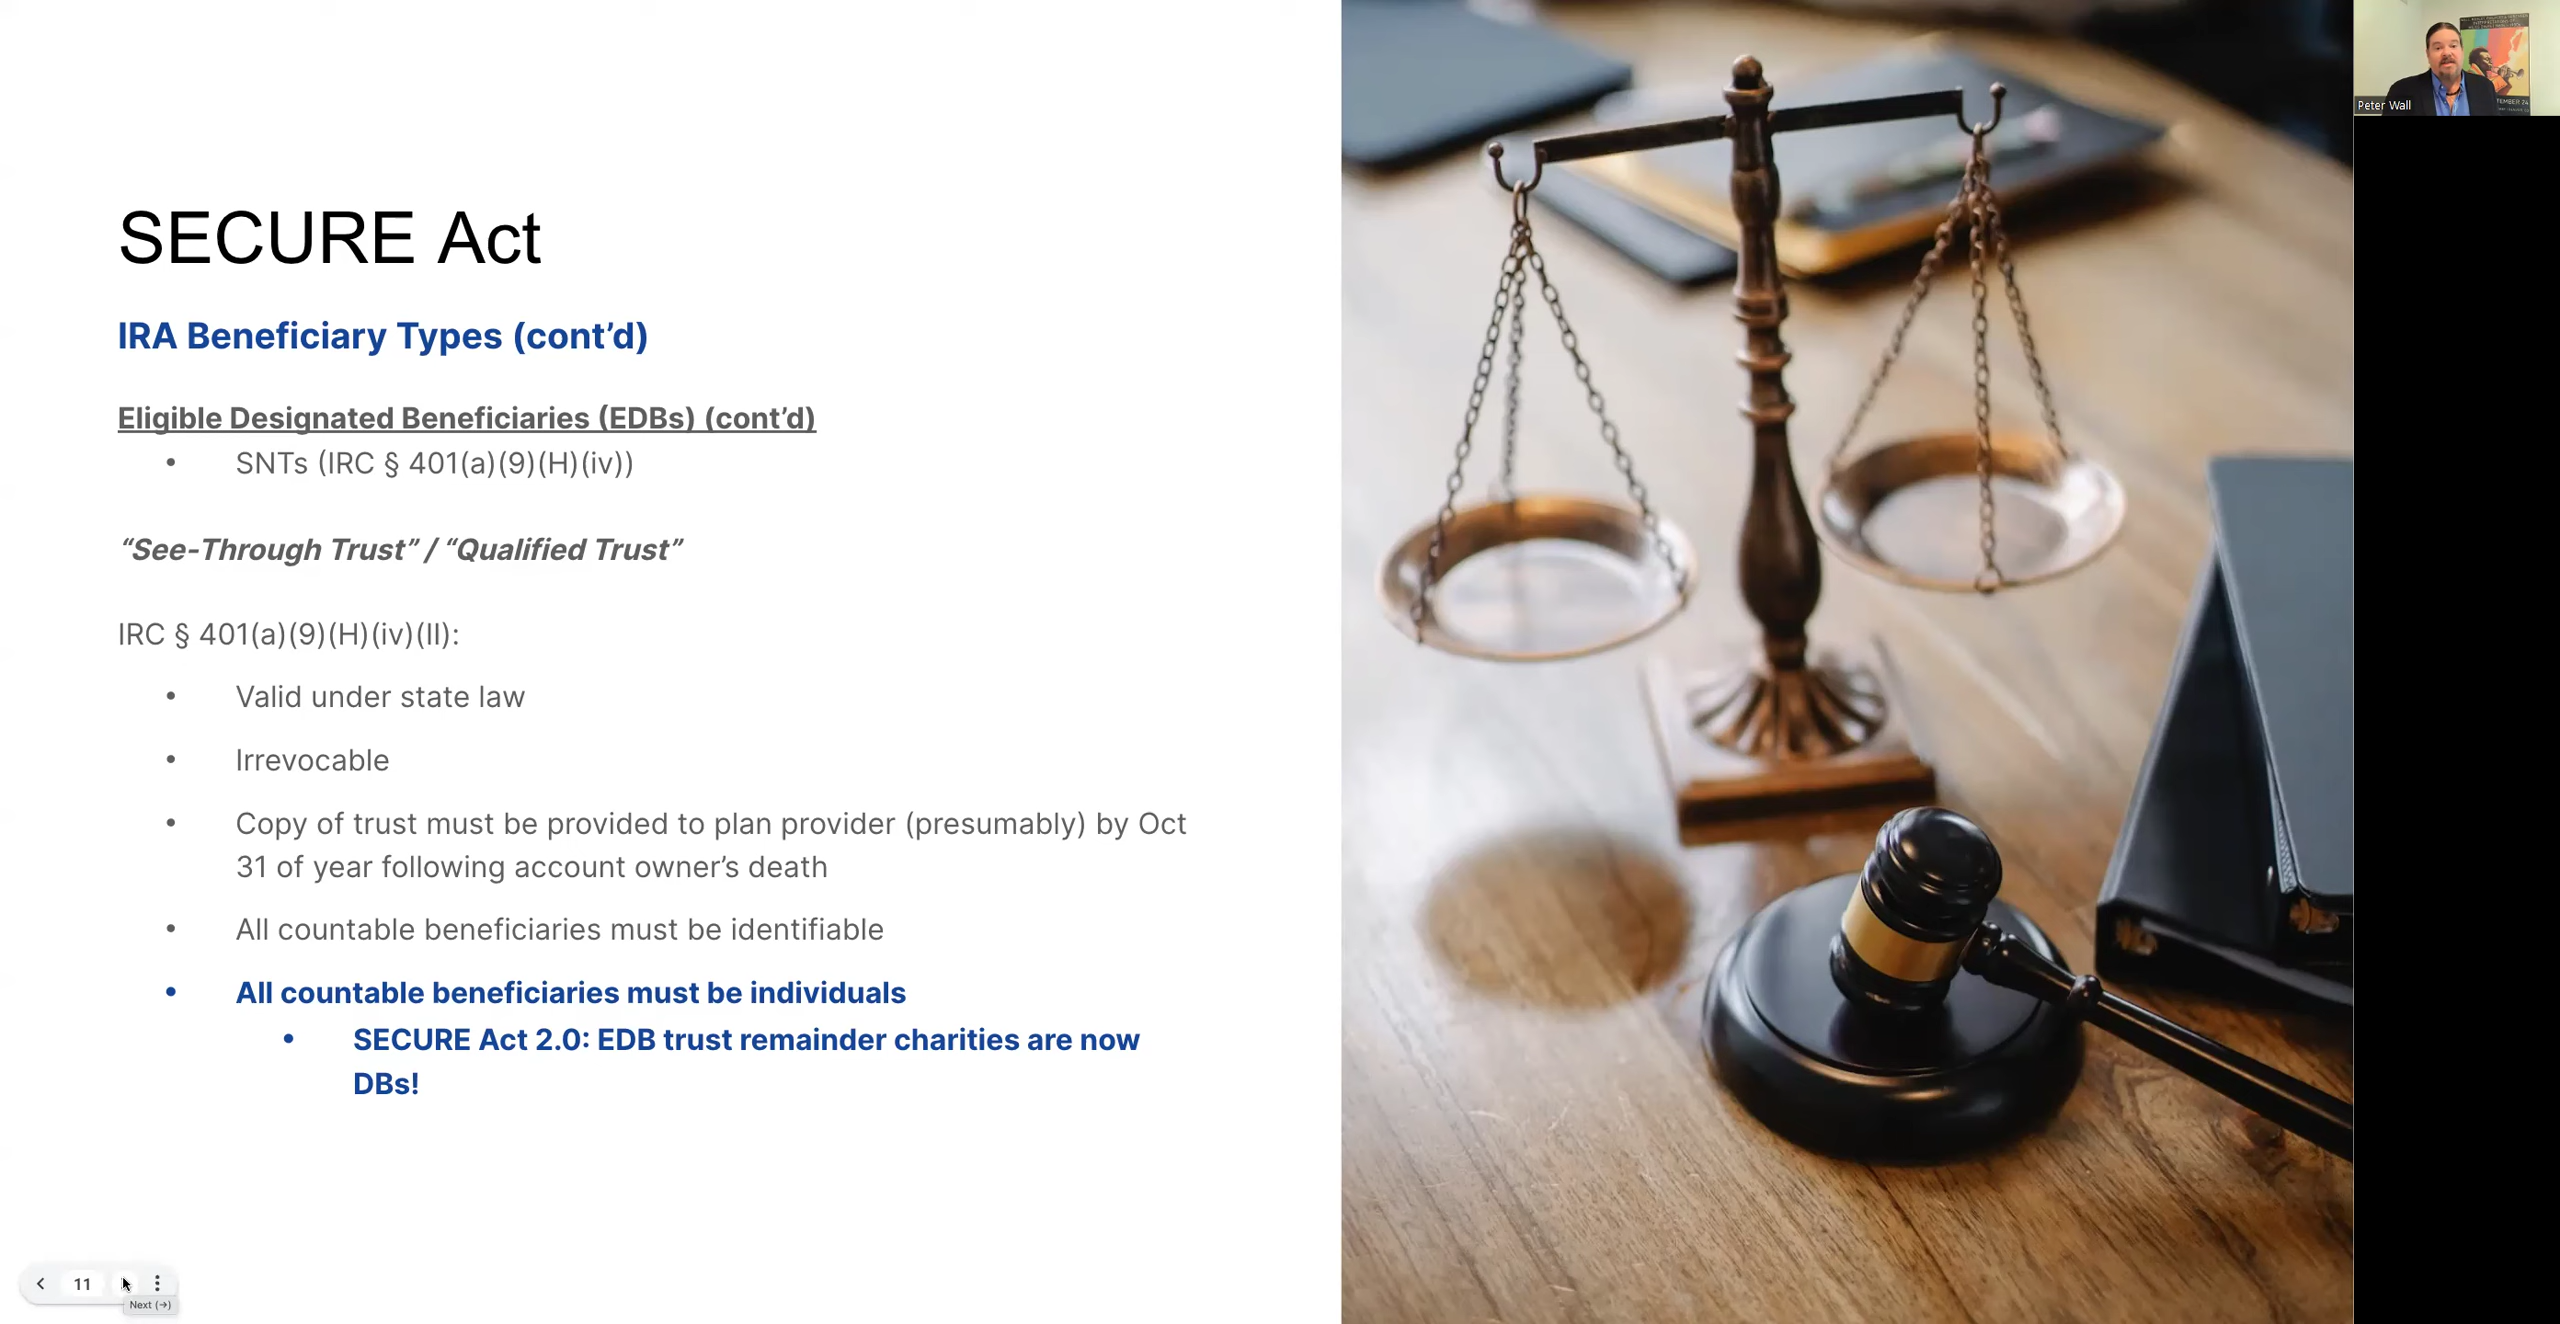 SECURE Act
IRA Beneficiary Types (cont’d)
Eligible Designated Beneficiaries (EDBs) (cont’d)
• SNTs (IRC § 401(a)(9)(H)(iv))
“See-Through Trust” / “Qualified Trust”
IRC § 401(a)(9)(H)(iv)(II):
• Valid under state law
• Irrevocable
• Copy of trust must be provided to plan provider (presumably) by Oct
31 of year following account owner’s death
• All countable beneficiaries must be identifiable
• All countable beneficiaries must be individuals
• SECURE Act 2.0: EDB trust remainder charities are now
DBs!
11
Next (→)
Peter Wall
TEMBER 24